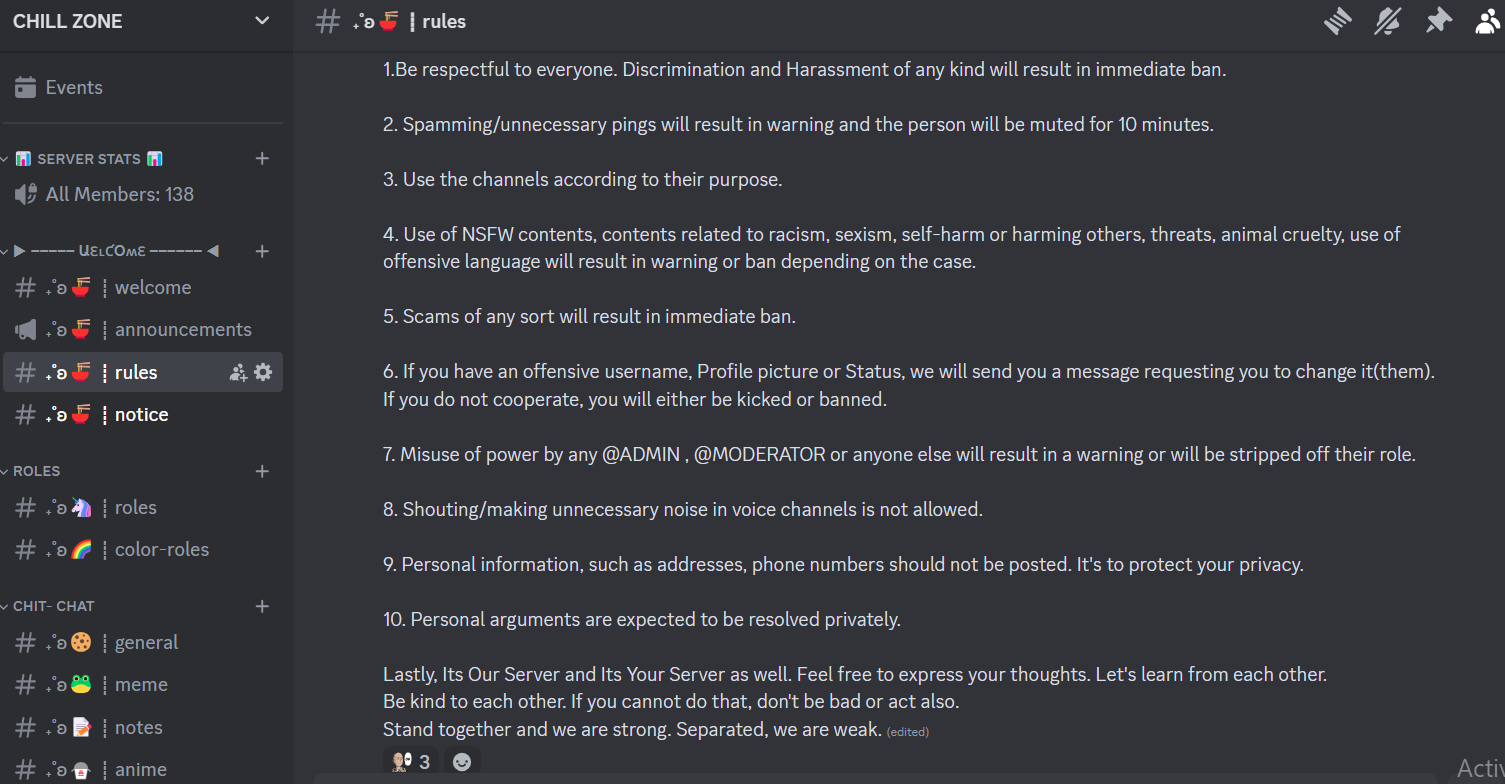 CHILL ZONE
Events
SERVER STATS
All Members: 138
welcome
announcements
rules
notice
ROLES
roles
color-roles
CHIT- CHAT
general
meme
notes
anime
rules
1.Be respectful to everyone. Discrimination and Harassment of any kind will result in immediate ban.
2. Spamming/unnecessary pings will result in warning and the person will be muted for 10 minutes.
3. Use the channels according to their purpose.
4. Use of NSFW contents, contents related to racism, sexism, self-harm or harming others, threats, animal cruelty, use of
offensive language will result in warning or ban depending on the case.
5. Scams of any sort will result in immediate ban.
6. If you have an offensive username, Profile picture or Status, we will send you a message requesting you to change it(them).
If you do not cooperate, you will either be kicked or banned.
7. Misuse of power by any @ADMIN , @MODERATOR or anyone else will result in a warning or will be stripped off their role.
8. Shouting/making unnecessary noise in voice channels is not allowed.
9. Personal information, such as addresses, phone numbers should not be posted. It's to protect your privacy.
10. Personal arguments are expected to be resolved privately.
Lastly, Its Our Server and Its Your Server as well. Feel free to express your thoughts. Let's learn from each other.
Be kind to each other. If you cannot do that, don't be bad or act also.
Stand together and we are strong. Separated, we are weak. (edited)
3